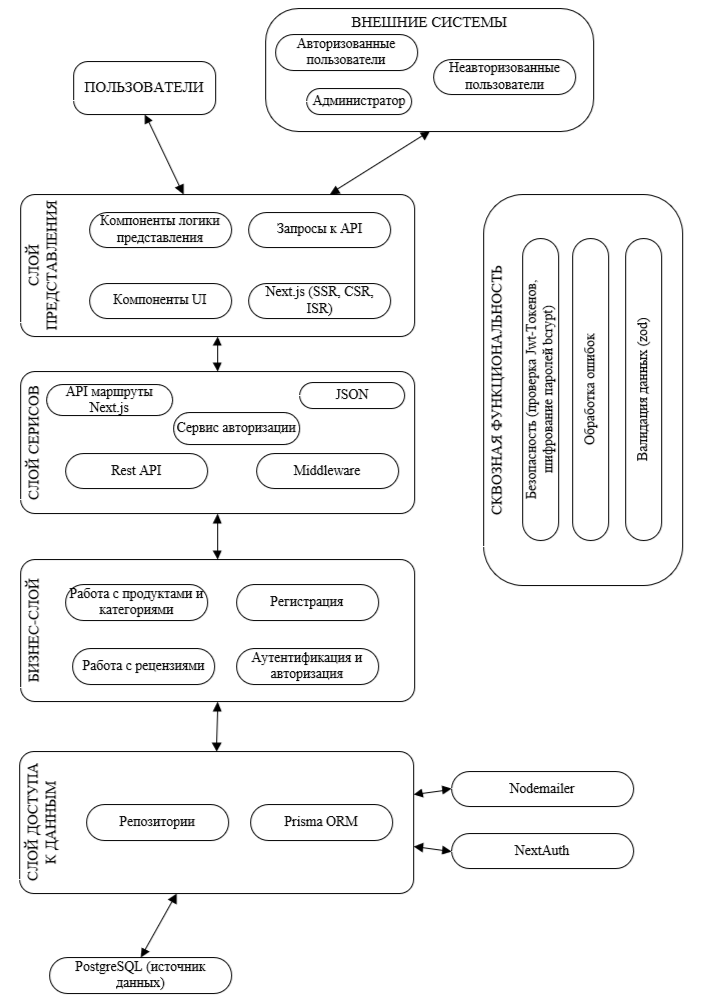 ВНЕШНИЕ СИСТЕМЫ
Авторизованные
пользователи
Неавторизованные
пользователи
Администратор
ПОЛЬЗОВАТЕЛИ
СЛОЙ
ПРЕДСТАВЛЕНИЯ
Компоненты логики
представления
Запросы к API
Компоненты UI
Next.js (SSR, CSR,
ISR)
СЛОЙ СЕРИСОВ
API маршруты
Next.js
JSON
Сервис авторизации
Rest API
Middleware
СКВОЗНАЯ ФУНКЦИОНАЛЬНОСТЬ
Безопасность (проверка Jwt-Токенов,
шифрование паролей bcrypt)
Обработка ошибок
Валидация данных (zod)
БИЗНЕС-СЛОЙ
Работа с продуктами и
категориями
Регистрация
Работа с рецензиями
Аутентификация и
авторизация
СЛОЙ ДОСТУПА
К ДАННЫМ
Репозитории
Prisma ORM
Nodemailer
NextAuth
PostgreSQL (источник
данных)